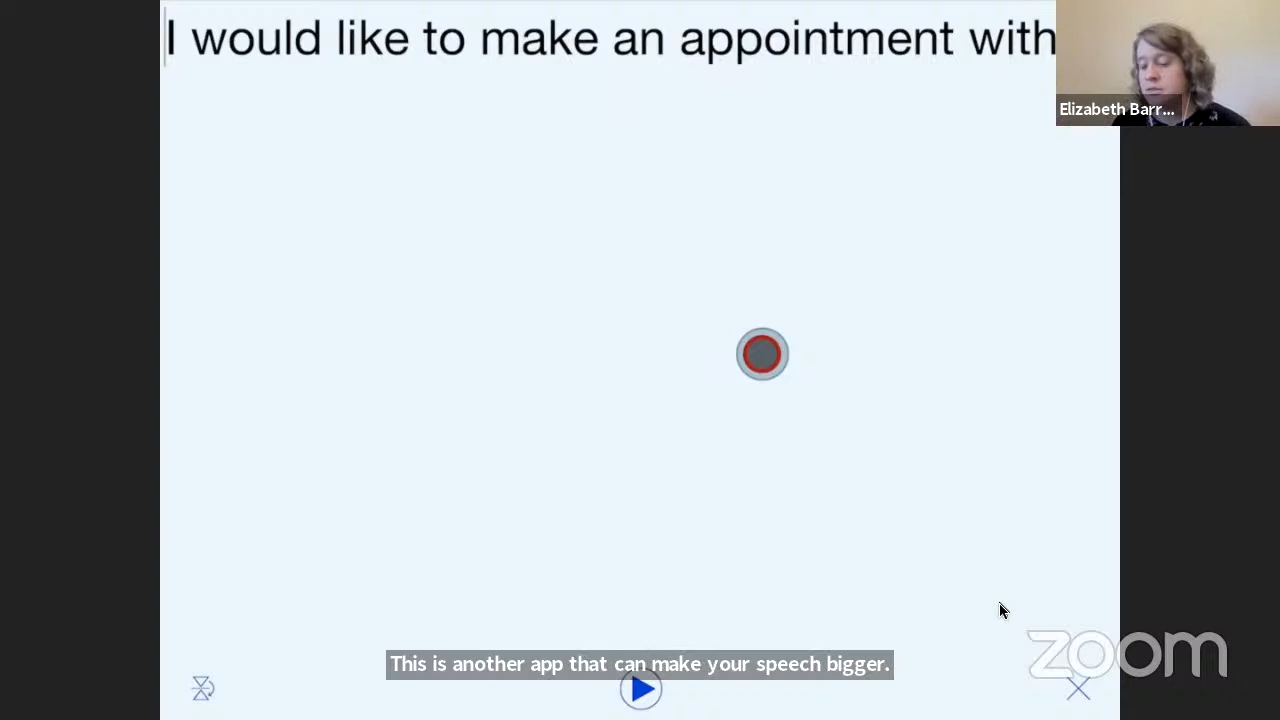 I would like to make an appointment with
Elizabeth Barr...
This is another app that can make your speech bigger.
zoom